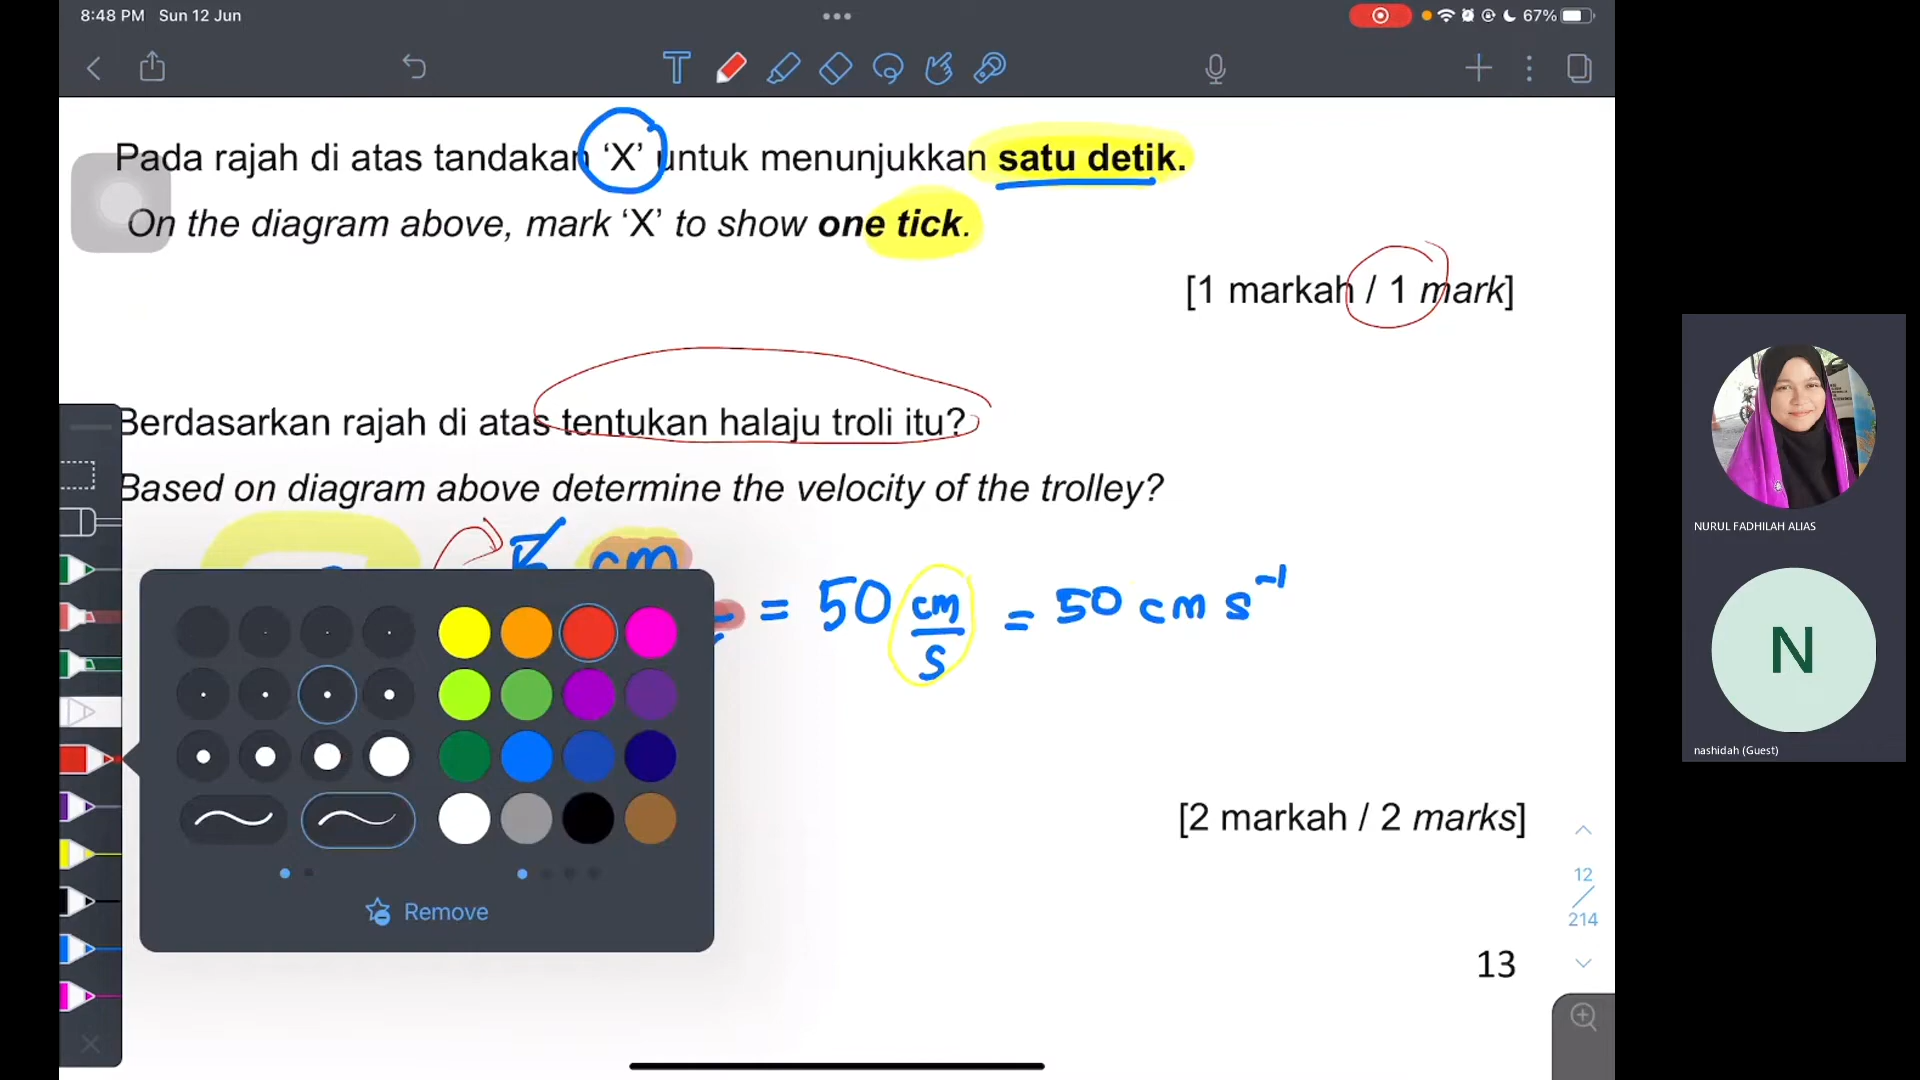 8:48 PM Sun 12 Jun
67%
Pada rajah di atas tandakan ‘X’ untuk menunjukkan satu detik.
On the diagram above, mark ‘X’ to show one tick.
[1 markah / 1 mark]
Berdasarkan rajah di atas tentukan halaju troli itu?
Based on diagram above determine the velocity of the trolley?
cm
= 50 cm/s = 50 cm s⁻¹
[2 markah / 2 marks]
12
214
13
Remove
NURUL FADHILAH ALIAS
N
nashidah (Guest)